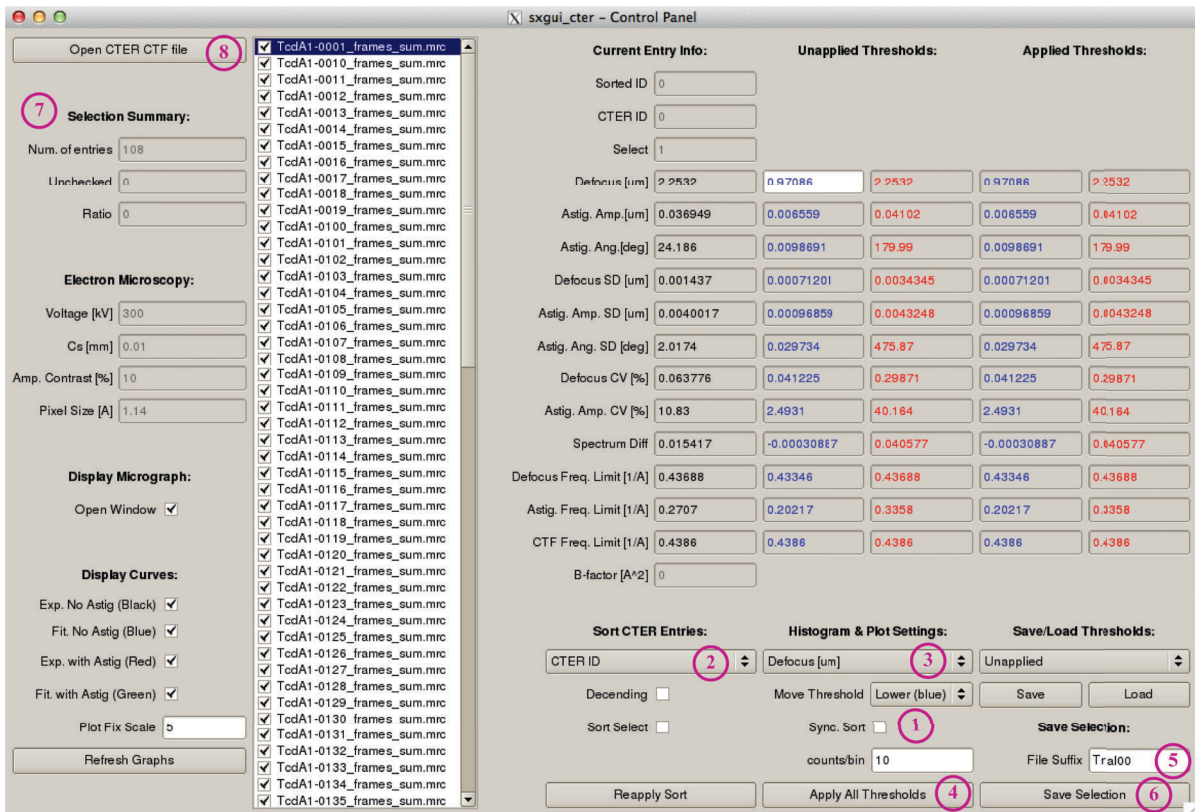 sxgui_cter – Control Panel
Open CTER CTF file
8
7
Selection Summary:
Num. of entries 108
Unchecked 0
Ratio 0
Electron Microscopy:
Voltage [kV] 300
Cs [mm] 0.01
Amp. Contrast [%] 10
Pixel Size [A] 1.14
Display Micrograph:
Open Window
Display Curves:
Exp. No Astig (Black)
Fit. No Astig (Blue)
Exp. with Astig (Red)
Fit. with Astig (Green)
Plot Fix Scale 5
Refresh Graphs
TcdA1-0001_frames_sum.mrc
TcdA1-0010_frames_sum.mrc
TcdA1-0011_frames_sum.mrc
TcdA1-0012_frames_sum.mrc
TcdA1-0013_frames_sum.mrc
TcdA1-0014_frames_sum.mrc
TcdA1-0015_frames_sum.mrc
TcdA1-0016_frames_sum.mrc
TcdA1-0017_frames_sum.mrc
TcdA1-0018_frames_sum.mrc
TcdA1-0019_frames_sum.mrc
TcdA1-0100_frames_sum.mrc
TcdA1-0101_frames_sum.mrc
TcdA1-0102_frames_sum.mrc
TcdA1-0103_frames_sum.mrc
TcdA1-0104_frames_sum.mrc
TcdA1-0105_frames_sum.mrc
TcdA1-0106_frames_sum.mrc
TcdA1-0107_frames_sum.mrc
TcdA1-0108_frames_sum.mrc
TcdA1-0109_frames_sum.mrc
TcdA1-0110_frames_sum.mrc
TcdA1-0111_frames_sum.mrc
TcdA1-0112_frames_sum.mrc
TcdA1-0113_frames_sum.mrc
TcdA1-0114_frames_sum.mrc
TcdA1-0115_frames_sum.mrc
TcdA1-0116_frames_sum.mrc
TcdA1-0117_frames_sum.mrc
TcdA1-0118_frames_sum.mrc
TcdA1-0119_frames_sum.mrc
TcdA1-0120_frames_sum.mrc
TcdA1-0121_frames_sum.mrc
TcdA1-0122_frames_sum.mrc
TcdA1-0123_frames_sum.mrc
TcdA1-0124_frames_sum.mrc
TcdA1-0125_frames_sum.mrc
TcdA1-0126_frames_sum.mrc
TcdA1-0127_frames_sum.mrc
TcdA1-0128_frames_sum.mrc
TcdA1-0129_frames_sum.mrc
TcdA1-0130_frames_sum.mrc
TcdA1-0131_frames_sum.mrc
TcdA1-0132_frames_sum.mrc
TcdA1-0133_frames_sum.mrc
TcdA1-0134_frames_sum.mrc
TcdA1-0135_frames_sum.mrc
Current Entry Info: Unapplied Thresholds: Applied Thresholds:
Sorted ID 0
CTER ID 0
Select 1
Defocus [um] 2.2532 0.97086 2.2532 0.97086 2.2532
Astig. Amp.[um] 0.036949 0.006559 0.04102 0.006559 0.04102
Astig. Ang.[deg] 24.186 0.0098691 179.99 0.0098691 179.99
Defocus SD [um] 0.001437 0.00071201 0.0034345 0.00071201 0.0034345
Astig. Amp. SD [um] 0.0040017 0.00096859 0.0043248 0.00096859 0.0043248
Astig. Ang. SD [deg] 2.0174 0.029734 475.87 0.029734 475.87
Defocus CV [%] 0.063776 0.041225 0.29871 0.041225 0.29871
Astig. Amp. CV [%] 10.83 2.4931 40.164 2.4931 40.164
Spectrum Diff 0.015417 -0.00030887 0.040577 -0.00030887 0.040577
Defocus Freq. Limit [1/A] 0.43688 0.43346 0.43688 0.43346 0.43688
Astig. Freq. Limit [1/A] 0.2707 0.20217 0.3358 0.20217 0.3358
CTF Freq. Limit [1/A] 0.4386 0.4386 0.4386 0.4386 0.4386
B-factor [A^2] 0
Sort CTER Entries: Histogram & Plot Settings: Save/Load Thresholds:
CTER ID 2 Defocus [um] 3 Unapplied
Decending Move Threshold Lower (blue) Save Load
Sort Select Sync. Sort 1 Save Selection:
counts/bin 10 File Suffix Tral00 5
Reapply Sort Apply All Thresholds 4 Save Selection 6